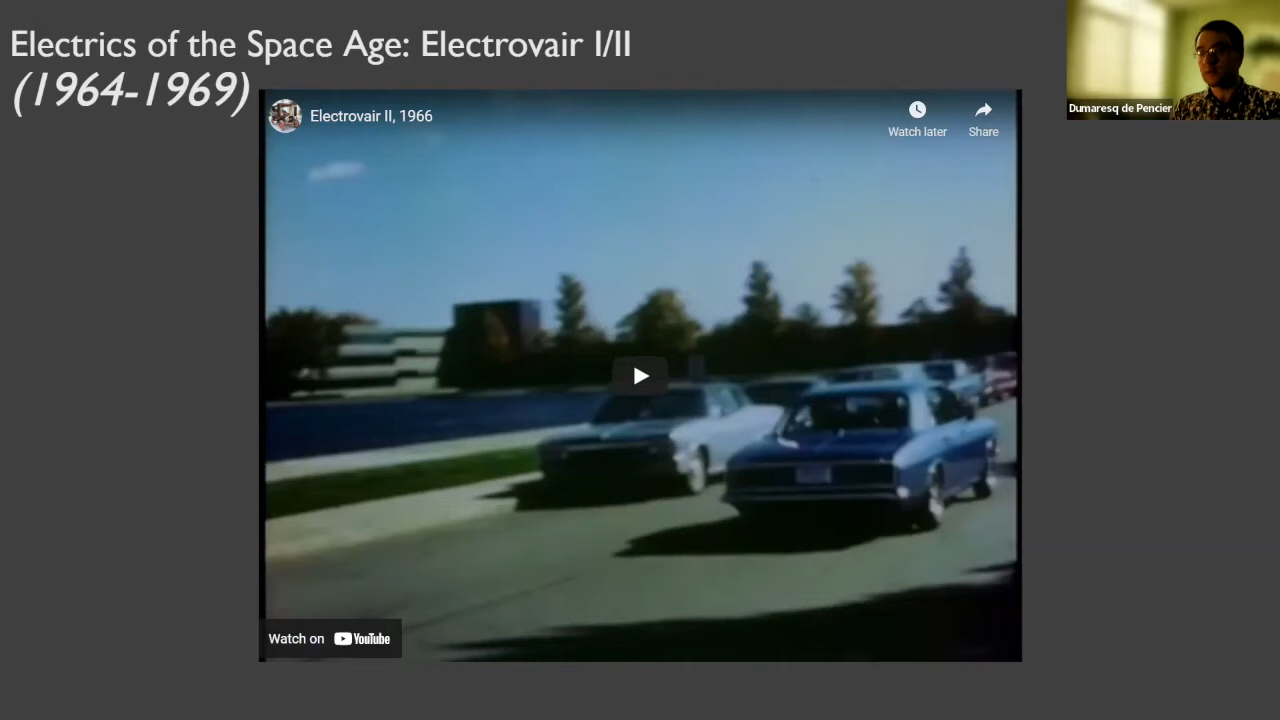 Electrics of the Space Age: Electrovair I/II
(1964-1969)
Dumaresq de Pencier
Electrovair II, 1966
Watch later
Share
Watch on YouTube